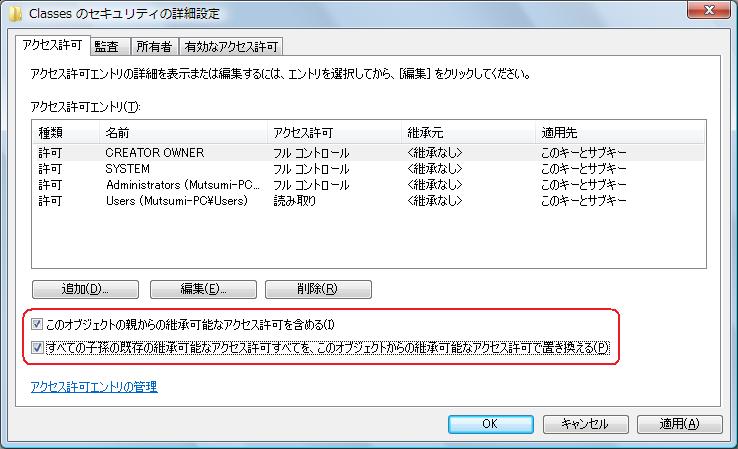 Classes のセキュリティの詳細設定
アクセス許可 監査 所有者 有効なアクセス許可
アクセス許可エントリの詳細を表示または編集するには、エントリを選択してから、[編集] をクリックしてください。
アクセス許可エントリ(T):
種類 名前 アクセス許可 継承元 適用先
許可 CREATOR OWNER フル コントロール <継承なし> このキーとサブキー
許可 SYSTEM フル コントロール <継承なし> このキーとサブキー
許可 Administrators (Mutsumi-PC... フル コントロール <継承なし> このキーとサブキー
許可 Users (Mutsumi-PC¥Users) 読み取り <継承なし> このキーとサブキー
追加(D)... 編集(E)... 削除(R)
このオブジェクトの親からの継承可能なアクセス許可を含める(I)
すべての子孫の既存の継承可能なアクセス許可すべてを、このオブジェクトからの継承可能なアクセス許可で置き換える(P)
アクセス許可エントリの管理
OK キャンセル 適用(A)